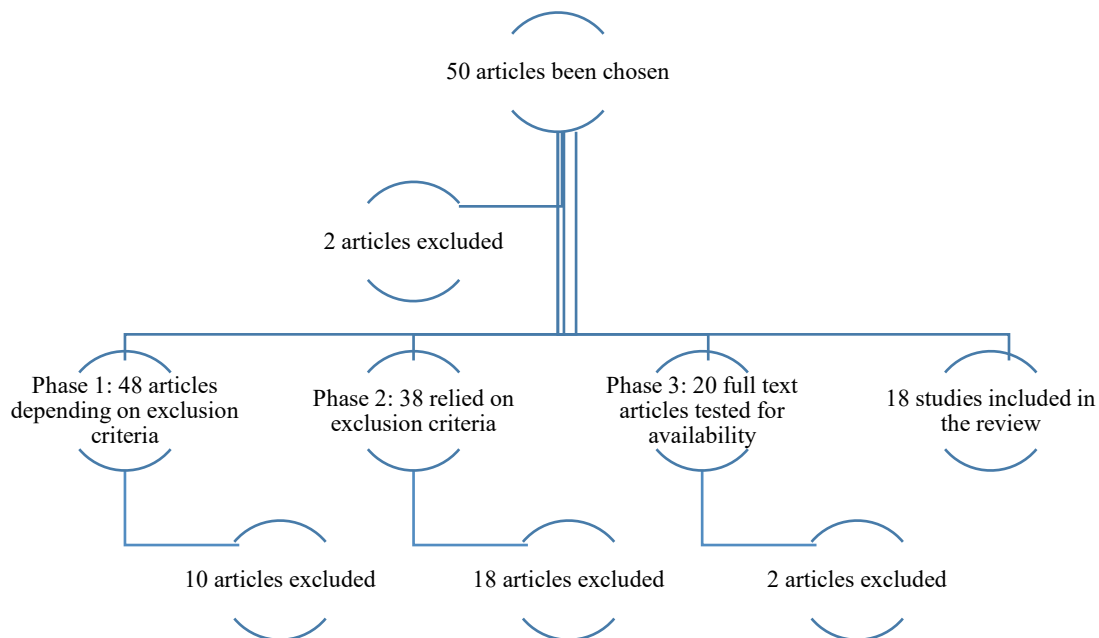 50 articles been chosen
2 articles excluded
Phase 1: 48 articles
depending on exclusion
criteria
Phase 2: 38 relied on
exclusion criteria
Phase 3: 20 full text
articles tested for
availability
18 studies included in
the review
10 articles excluded
18 articles excluded
2 articles excluded